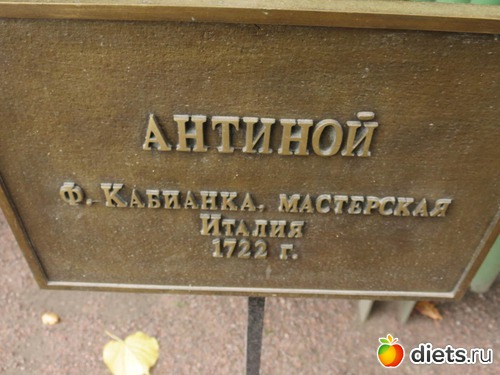 АНТИНОЙ
Ф. КАБИАНКА, МАСТЕРСКАЯ
ИТАЛИЯ
1722 г.
diets.ru